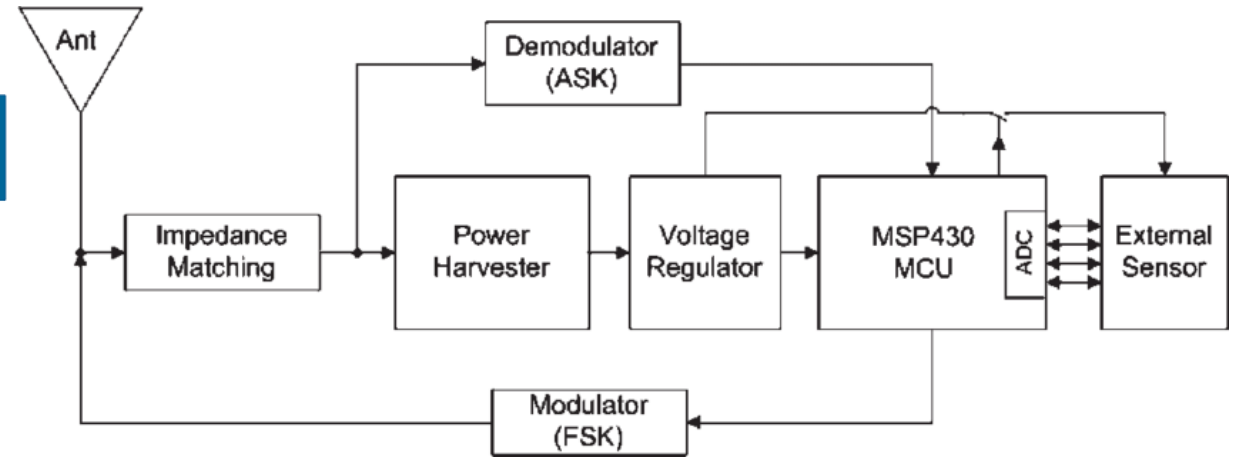 Ant
Demodulator
(ASK)
Impedance
Matching
Power
Harvester
Voltage
Regulator
MSP430
MCU
ADC
External
Sensor
Modulator
(FSK)